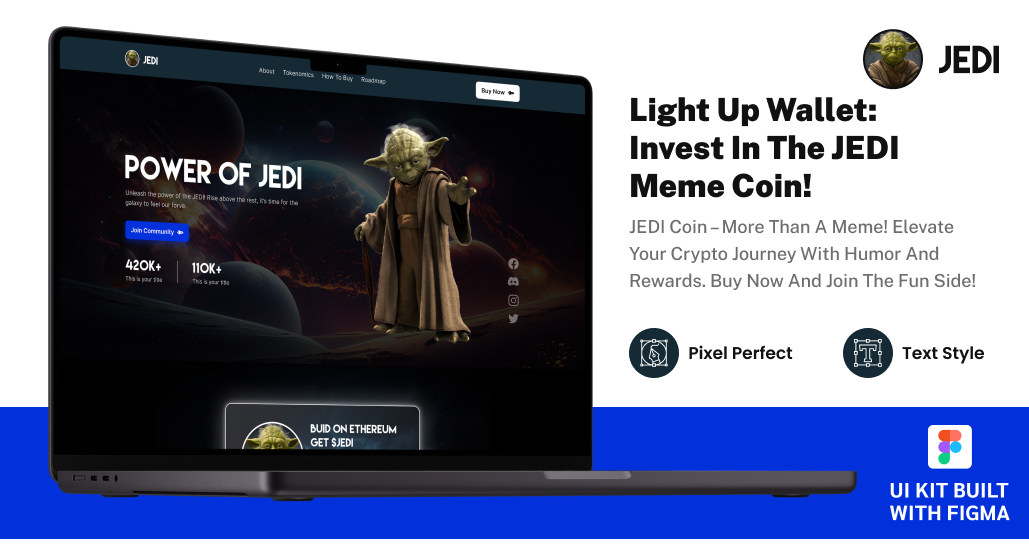 JEDI
About Tokenomics How To Buy Roadmap
Buy Now
POWER OF JEDI
Unleash the power of the JEDI! Rise above the rest, it's time for the
galaxy to feel our force.
Join Community
420K+ 110K+
This is your title This is your title
BUID ON ETHEREUM
GET $JEDI
JEDI
Light Up Wallet:
Invest In The JEDI
Meme Coin!
JEDI Coin – More Than A Meme! Elevate
Your Crypto Journey With Humor And
Rewards. Buy Now And Join The Fun Side!
Pixel Perfect Text Style
UI KIT BUILT
WITH FIGMA